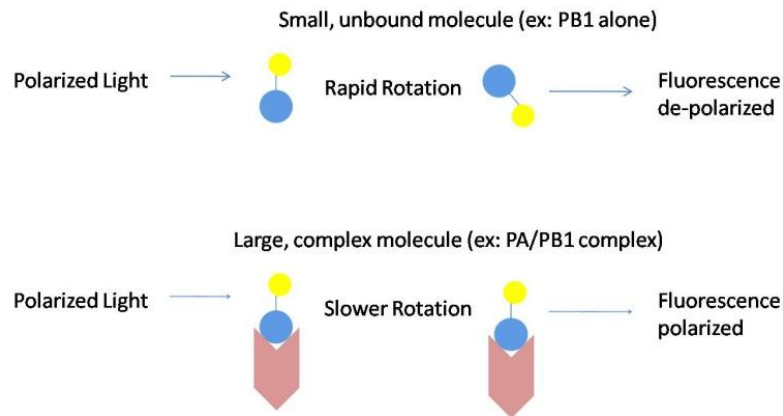 Small, unbound molecule (ex: PB1 alone)
Polarized Light
Rapid Rotation
Fluorescence
de-polarized
Large, complex molecule (ex: PA/PB1 complex)
Polarized Light
Slower Rotation
Fluorescence
polarized